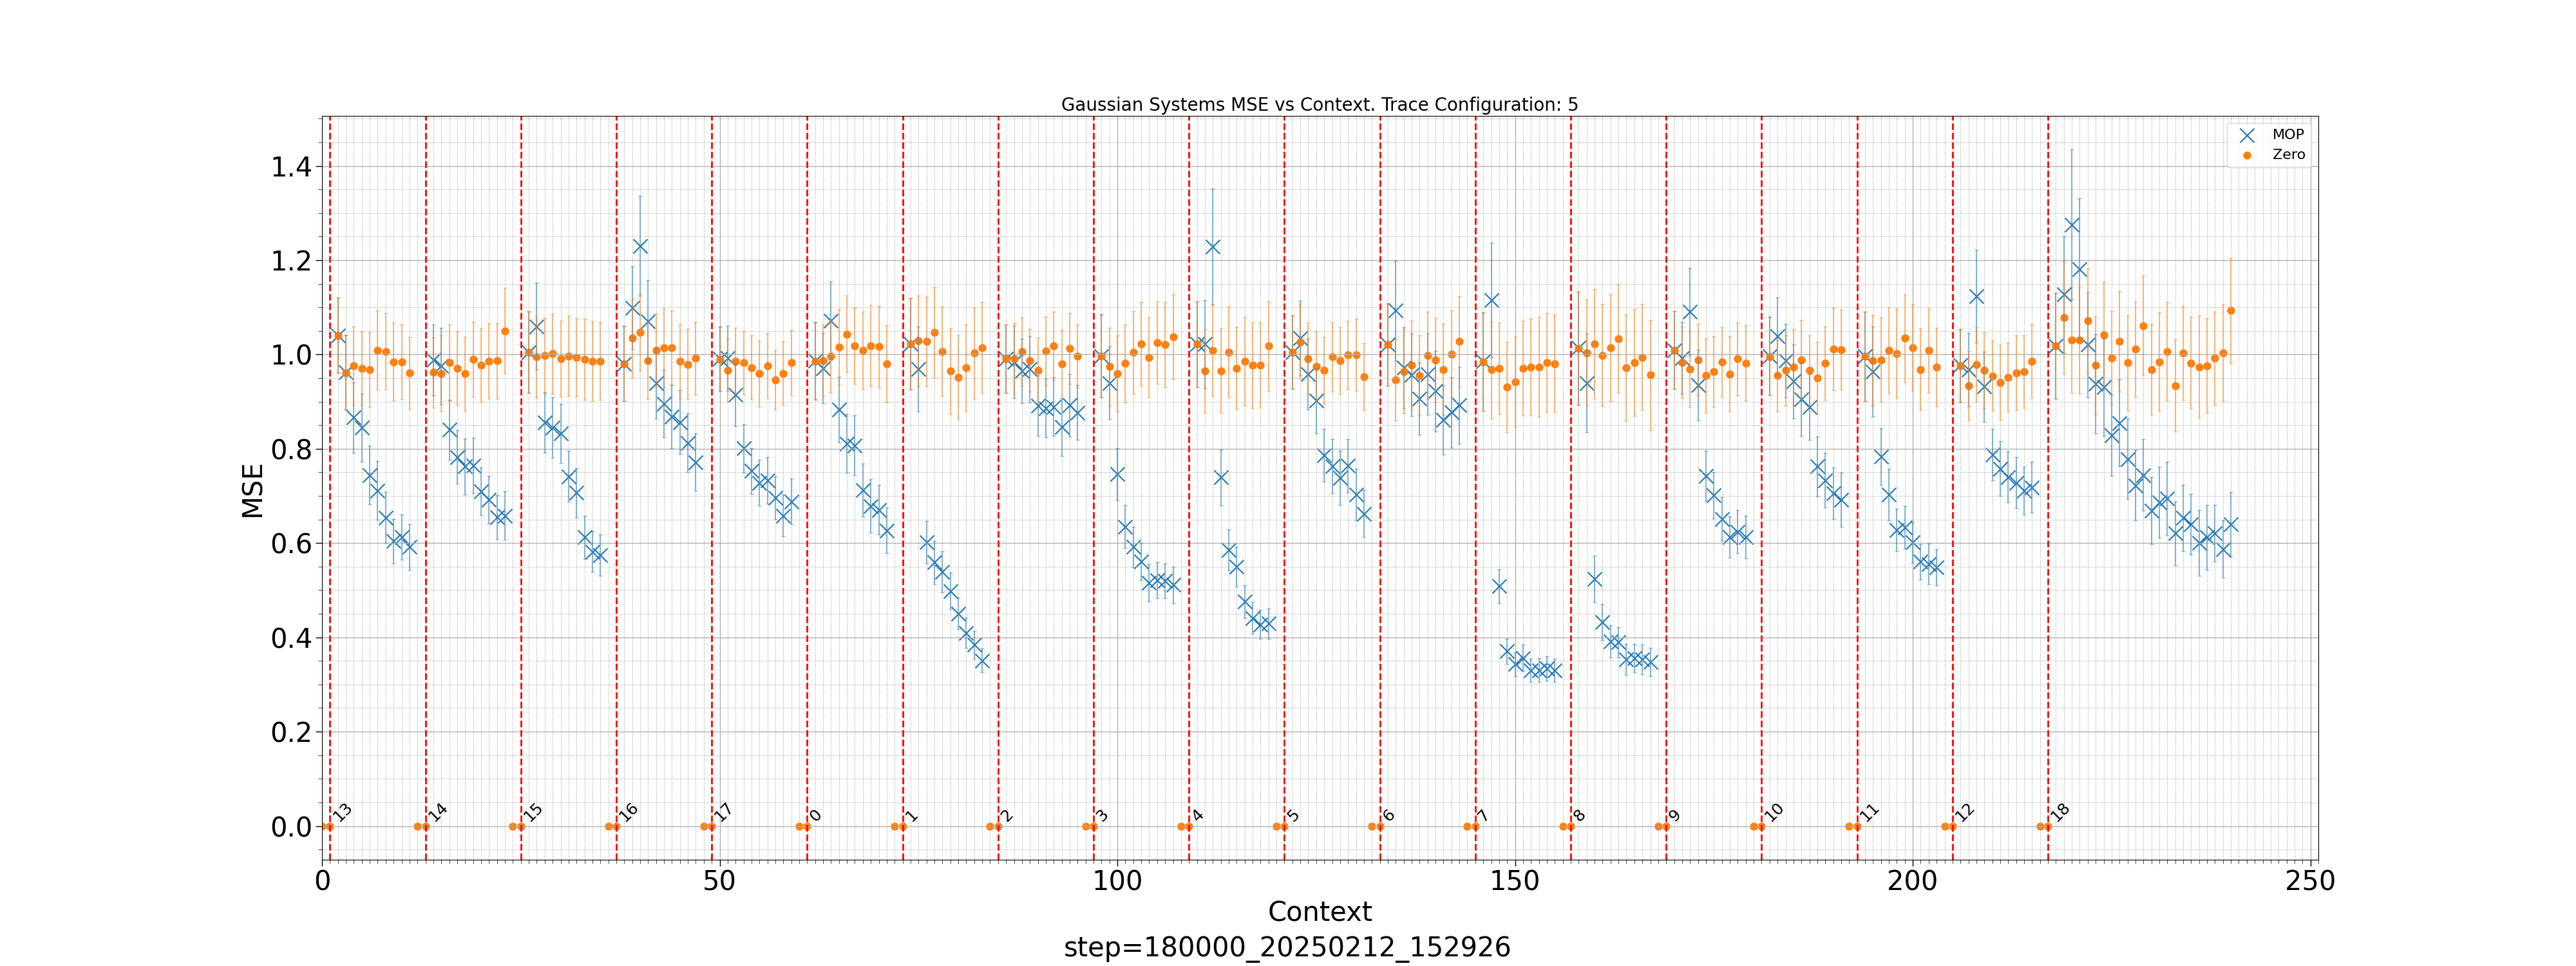 Gaussian Systems MSE vs Context. Trace Configuration: 5
MOP
Zero
MSE
1.4
1.2
1.0
0.8
0.6
0.4
0.2
0.0
13 14 15 16 17 0 1 2 3 4 5 6 7 8 9 10 11 12 18
0 50 100 150 200 250
Context
step=180000_20250212_152926